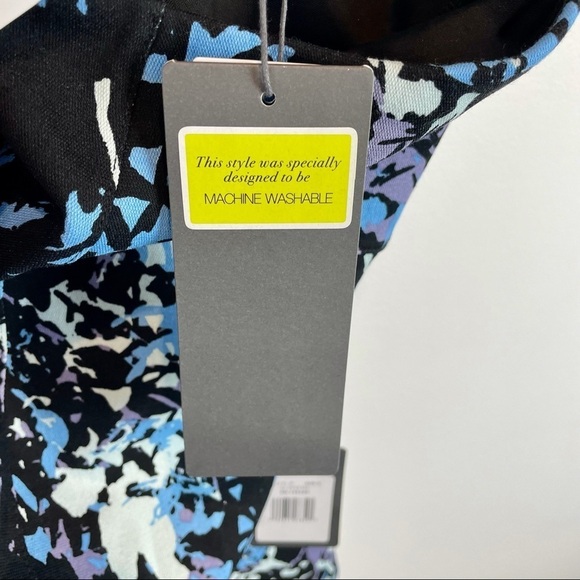 This style was specially
designed to be
MACHINE WASHABLE